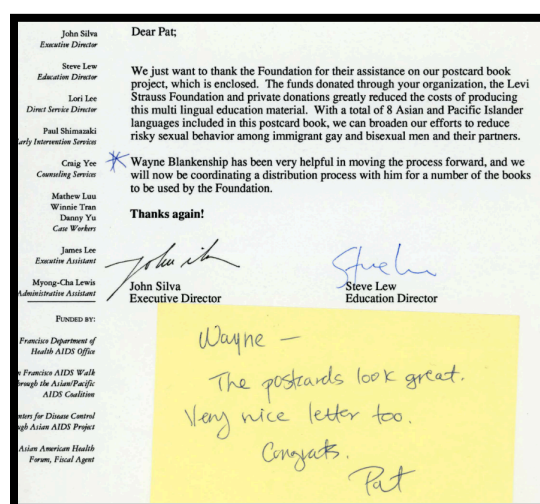 John Silva
Executive Director
Steve Lew
Education Director
Lori Lee
Direct Service Director
Paul Shimazaki
arly Intervention Services
Craig Yee
Counseling Services
Mathew Luu
Winnie Tran
Danny Yu
Case Workers
James Lee
Executive Assistant
Myong-Cha Lewis
Administrative Assistant
FUNDED BY:
Francisco Department of
Health AIDS Office
n Francisco AIDS Walk
hrough the Asian/Pacific
AIDS Coalition
nters for Disease Control
ugh Asian AIDS Project
Asian American Health
Forum, Fiscal Agent
Dear Pat;
We just want to thank the Foundation for their assistance on our postcard book
project, which is enclosed. The funds donated through your organization, the Levi
Strauss Foundation and private donations greatly reduced the costs of producing
this multi lingual education material. With a total of 8 Asian and Pacific Islander
languages included in this postcard book, we can broaden our efforts to reduce
risky sexual behavior among immigrant gay and bisexual men and their partners.
Wayne Blankenship has been very helpful in moving the process forward, and we
will now be coordinating a distribution process with him for a number of the books
to be used by the Foundation.
Thanks again!
John Silva
Executive Director
Steve Lew
Education Director
Wayne —
The postcards look great.
Very nice letter too.
Congrats.
Pat